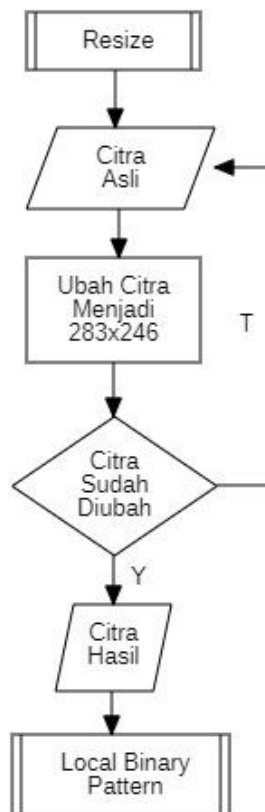 Resize
Citra
Asli
Ubah Citra
Menjadi
283x246
T
Citra
Sudah
Diubah
Y
Citra
Hasil
Local Binary
Pattern